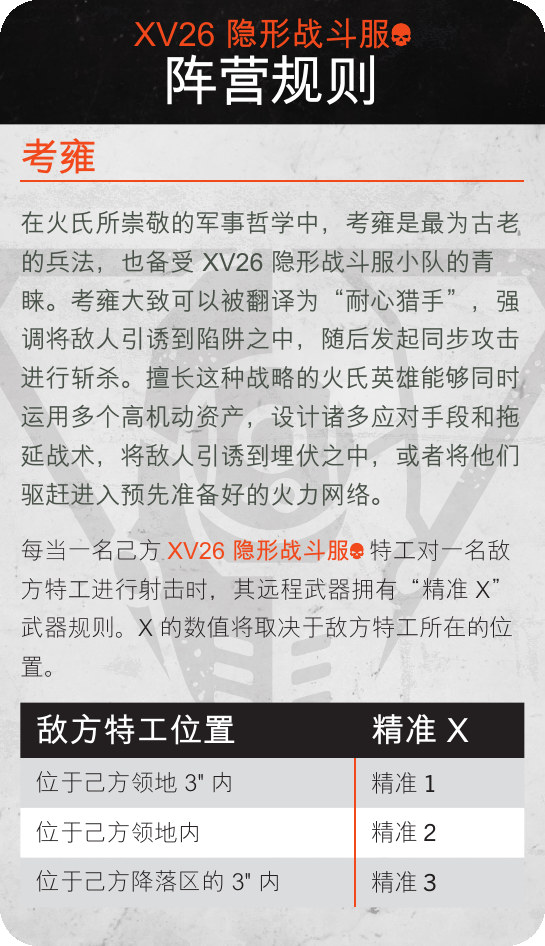 XV26 隐形战斗服
阵营规则
考雍
在火氏所崇敬的军事哲学中，考雍是最为古老
的兵法，也备受 XV26 隐形战斗服小队的青
睐。考雍大致可以被翻译为“耐心猎手”，强
调将敌人引诱到陷阱之中，随后发起同步攻击
进行斩杀。擅长这种战略的火氏英雄能够同时
运用多个高机动资产，设计诸多应对手段和拖
延战术，将敌人引诱到埋伏之中，或者将他们
驱赶进入预先准备好的火力网络。
每当一名己方 XV26 隐形战斗服 特工对一名敌
方特工进行射击时，其远程武器拥有“精准 X”
武器规则。X 的数值将取决于敌方特工所在的位
置。
敌方特工位置 精准 X
位于己方领地 3" 内 精准 1
位于己方领地内 精准 2
位于己方降落区的 3" 内 精准 3